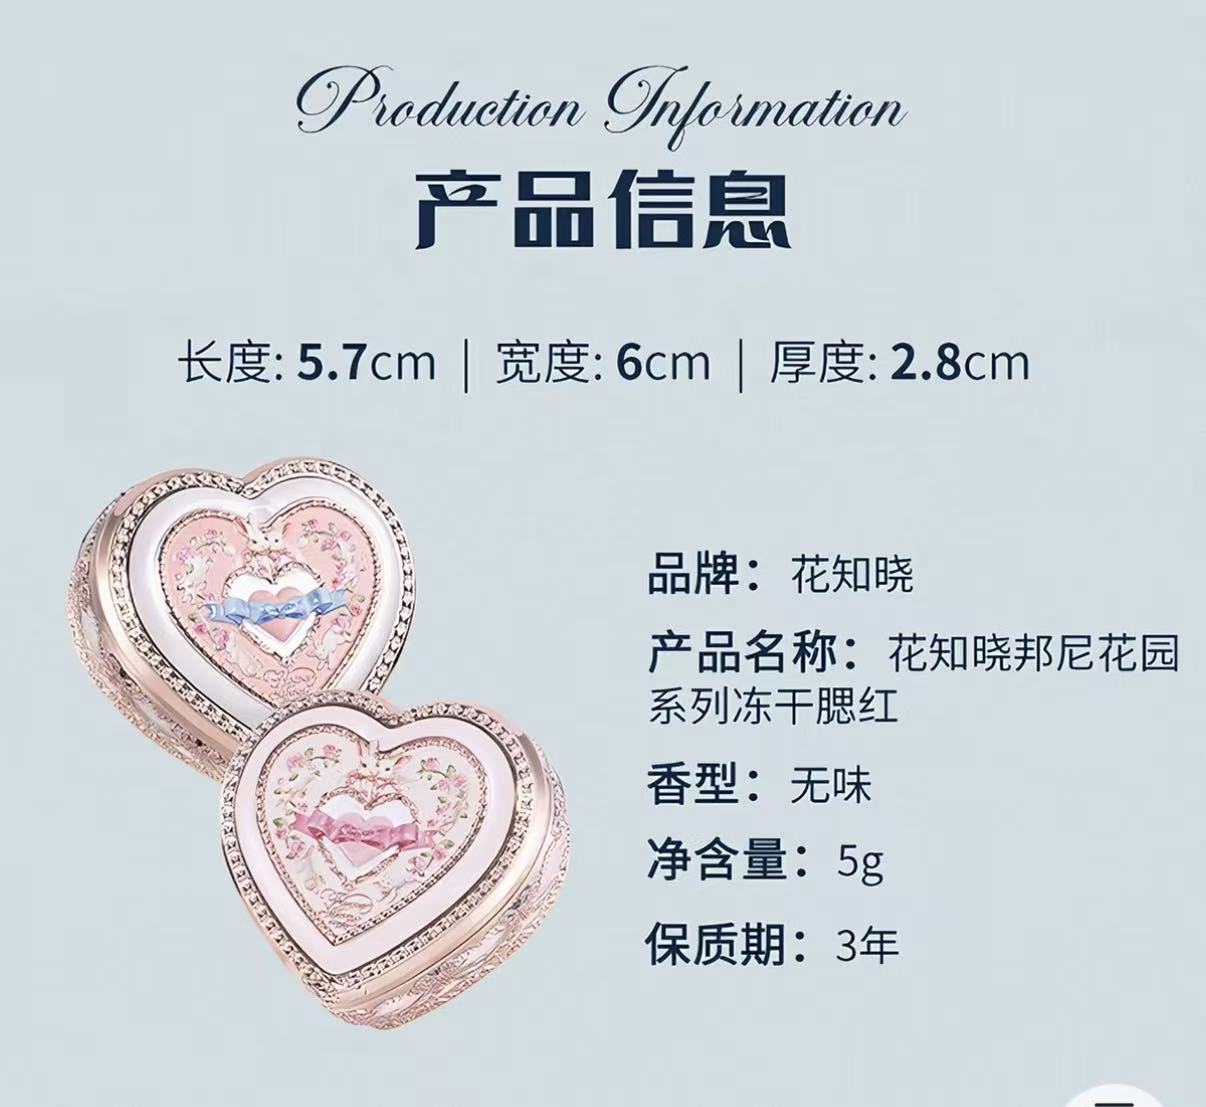 Production Information
产品信息
长度: 5.7cm | 宽度: 6cm | 厚度: 2.8cm
品牌：花知晓
产品名称：花知晓邦尼花园
系列冻干腮红
香型：无味
净含量：5g
保质期：3年